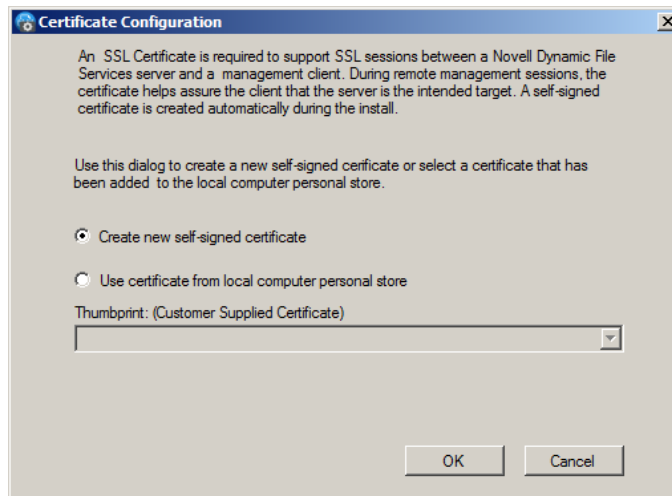 Certificate Configuration
An SSL Certificate is required to support SSL sessions between a Novell Dynamic File
Services server and a management client. During remote management sessions, the
certificate helps assure the client that the server is the intended target. A self-signed
certificate is created automatically during the install.
Use this dialog to create a new self-signed cerificate or select a certificate that has
been added to the local computer personal store.
Create new self-signed certificate
Use certificate from local computer personal store
Thumbprint: (Customer Supplied Certificate)
OK Cancel